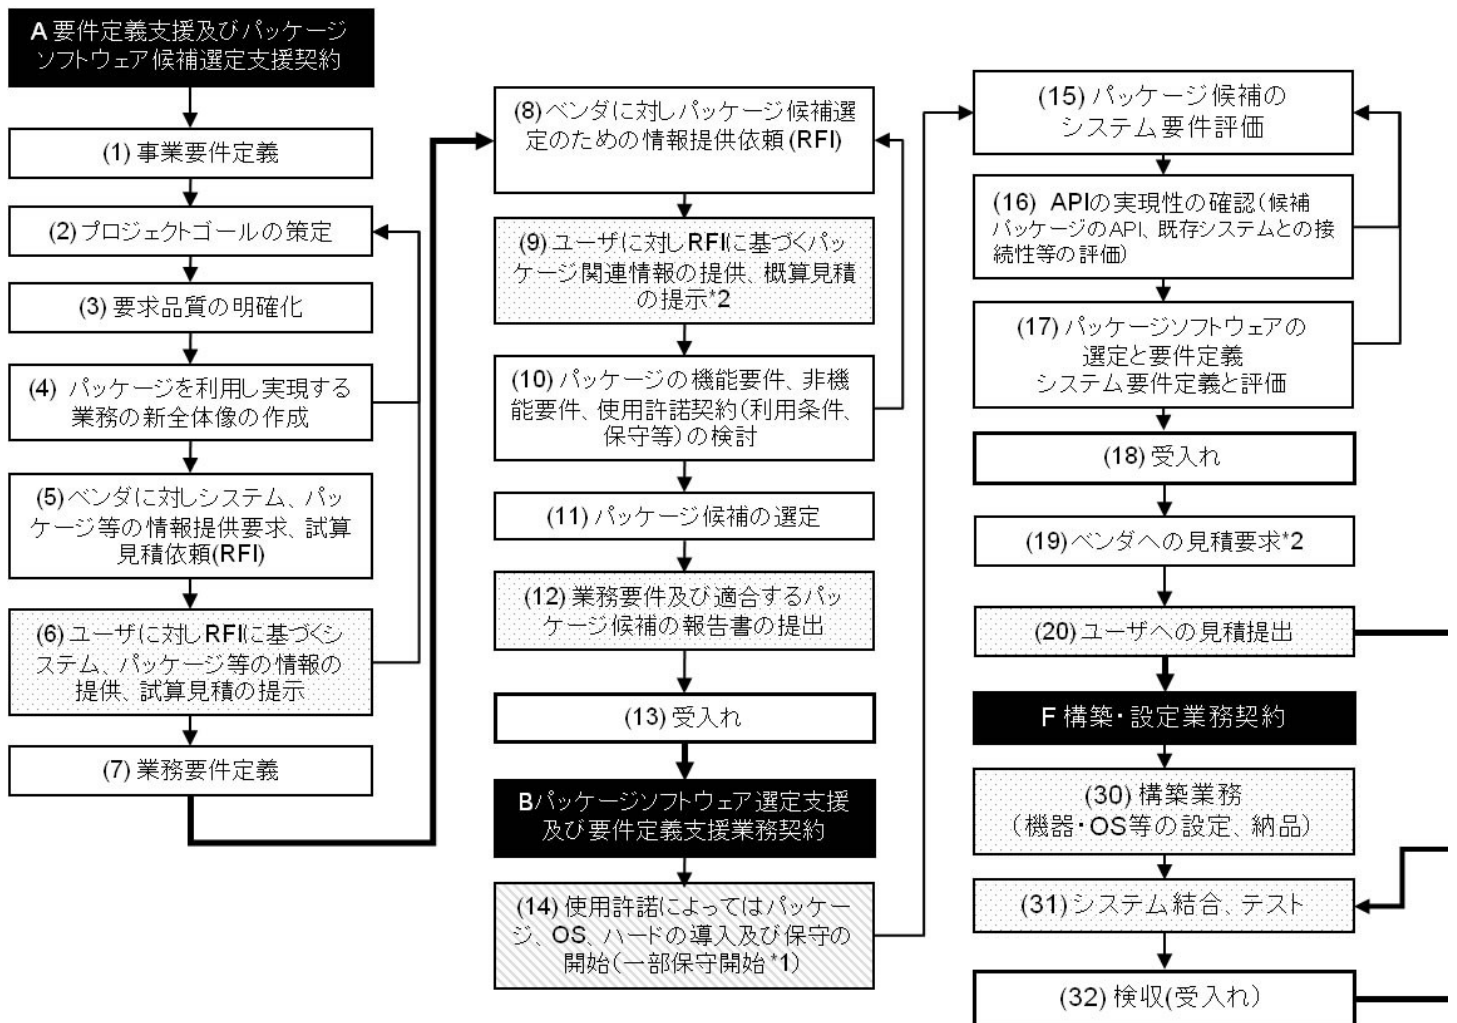 A 要件定義支援及びパッケージ
ソフトウェア候補選定支援契約
(1) 事業要件定義
(2) プロジェクトゴールの策定
(3) 要求品質の明確化
(4) パッケージを利用し実現する
業務の新全体像の作成
(5) ベンダに対しシステム、パッ
ケージ等の情報提供要求、試算
見積依頼(RFI)
(6) ユーザに対しRFIに基づくシ
ステム、パッケージ等の情報の
提供、試算見積の提示
(7) 業務要件定義
(8) ベンダに対しパッケージ候補選
定のための情報提供依頼(RFI)
(9) ユーザに対しRFIに基づくパッ
ケージ関連情報の提供、概算見積
の提示*2
(10) パッケージの機能要件、非機
能要件、使用許諾契約(利用条件、
保守等)の検討
(11) パッケージ候補の選定
(12) 業務要件及び適合するパッ
ケージ候補の報告書の提出
(13) 受入れ
Bパッケージソフトウェア選定支援
及び要件定義支援業務契約
(14) 使用許諾によってはパッケー
ジ、OS、ハードの導入及び保守の
開始(一部保守開始*1)
(15) パッケージ候補の
システム要件評価
(16) APIの実現性の確認(候補
パッケージのAPI、既存システムとの接
続性等の評価)
(17) パッケージソフトウェアの
選定と要件定義
システム要件定義と評価
(18) 受入れ
(19) ベンダへの見積要求*2
(20) ユーザへの見積提出
F 構築・設定業務契約
(30) 構築業務
(機器・OS等の設定、納品)
(31) システム結合、テスト
(32) 検収(受入れ)